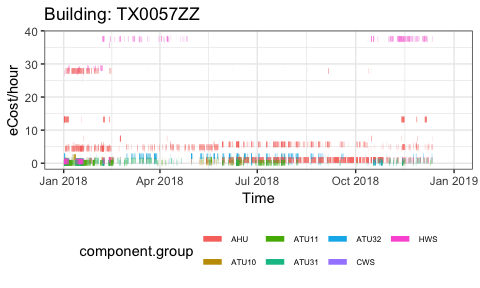 Building: TX0057ZZ
eCost/hour
40
30
20
10
0
Jan 2018 Apr 2018 Jul 2018 Oct 2018 Jan 2019
Time
component.group
AHU ATU11 ATU32 HWS
ATU10 ATU31 CWS